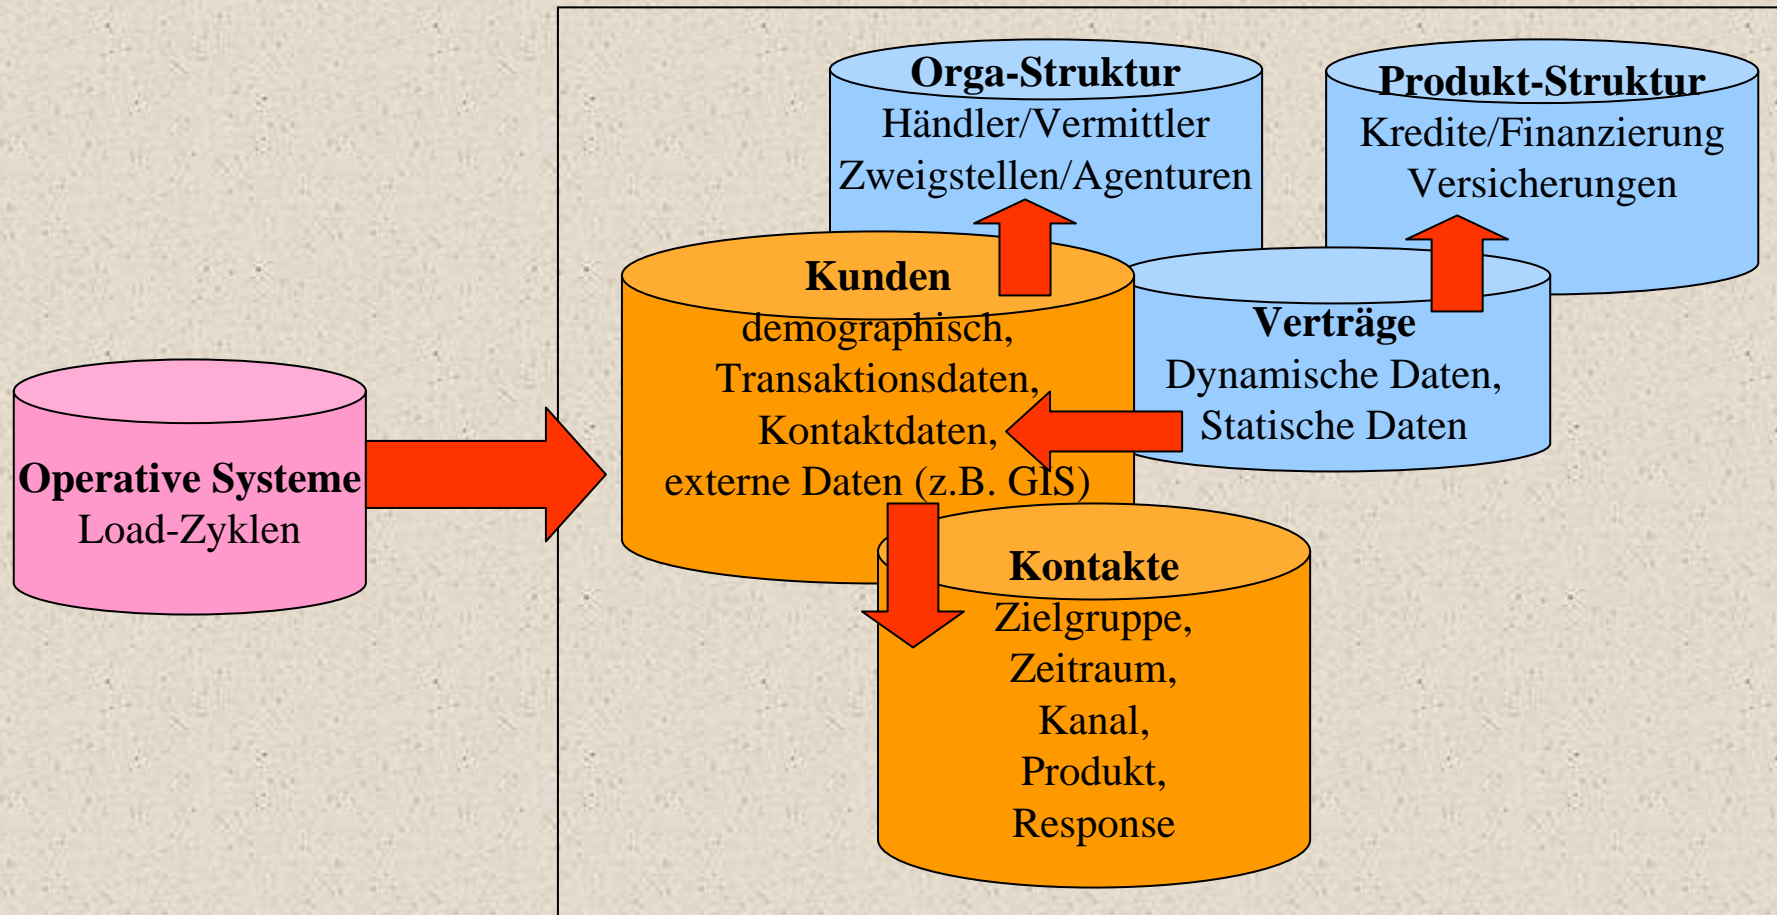 Orga-Struktur
Händler/Vermittler
Zweigstellen/Agenturen
Produkt-Struktur
Kredite/Finanzierung
Versicherungen
Kunden
demographisch,
Transaktionsdaten,
Kontaktdaten,
externe Daten (z.B. GIS)
Verträge
Dynamische Daten,
Statische Daten
Operative Systeme
Load-Zyklen
Kontakte
Zielgruppe,
Zeitraum,
Kanal,
Produkt,
Response